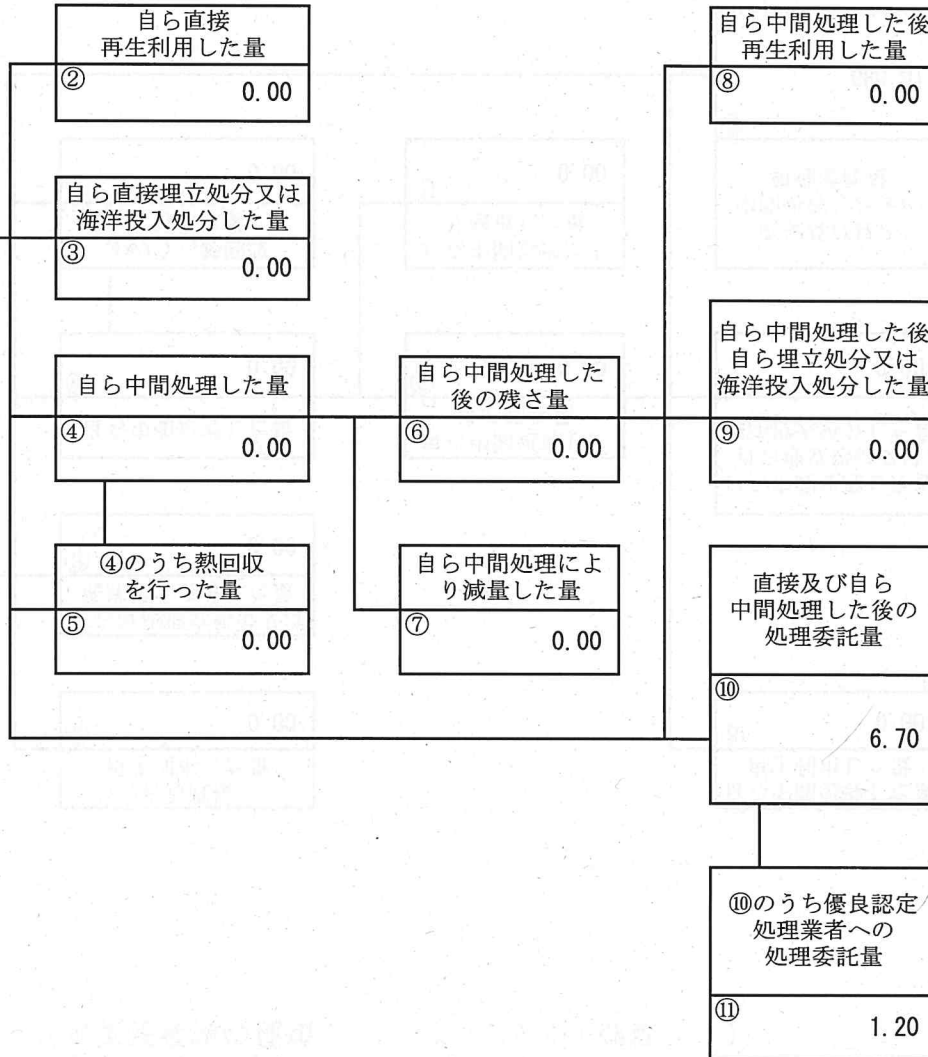 自ら直接
再生利用した量
②
0.00
自ら直接埋立処分又は
海洋投入処分した量
③
0.00
自ら中間処理した量
④
0.00
④のうち熱回収
を行った量
⑤
0.00
自ら中間処理した
後の残さ量
⑥
0.00
自ら中間処理によ
り減量した量
⑦
0.00
自ら中間処理した後
再生利用した量
⑧
0.00
自ら中間処理した後
自ら埋立処分又は
海洋投入処分した量
⑨
0.00
直接及び自ら
中間処理した後の
処理委託量
⑩
6.70
⑩のうち優良認定
処理業者への
処理委託量
⑪
1.20